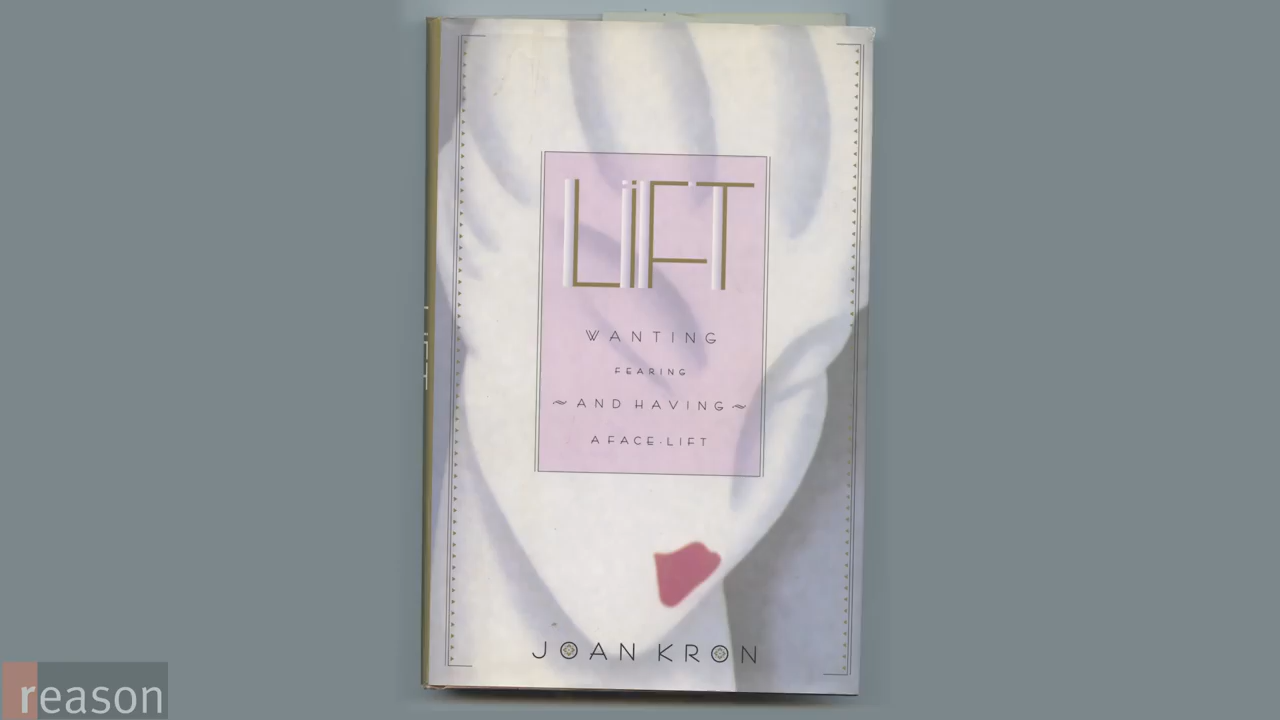 LiFT
WANTING
FEARING
~AND HAVING~
A FACE-LIFT
JOAN KRON
reason